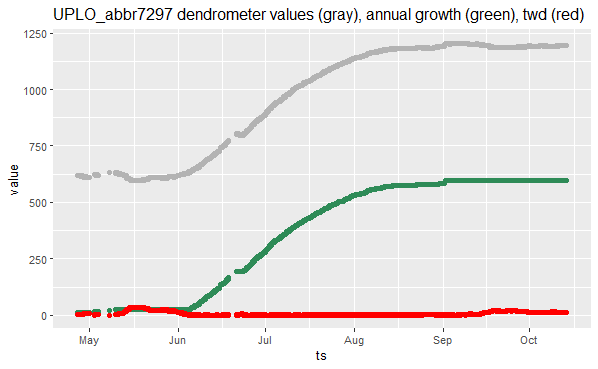 UPLO_abbr7297 dendrometer values (gray), annual growth (green), twd (red)
1250
1000
750
500
250
0
value
May Jun Jul Aug Sep Oct
ts